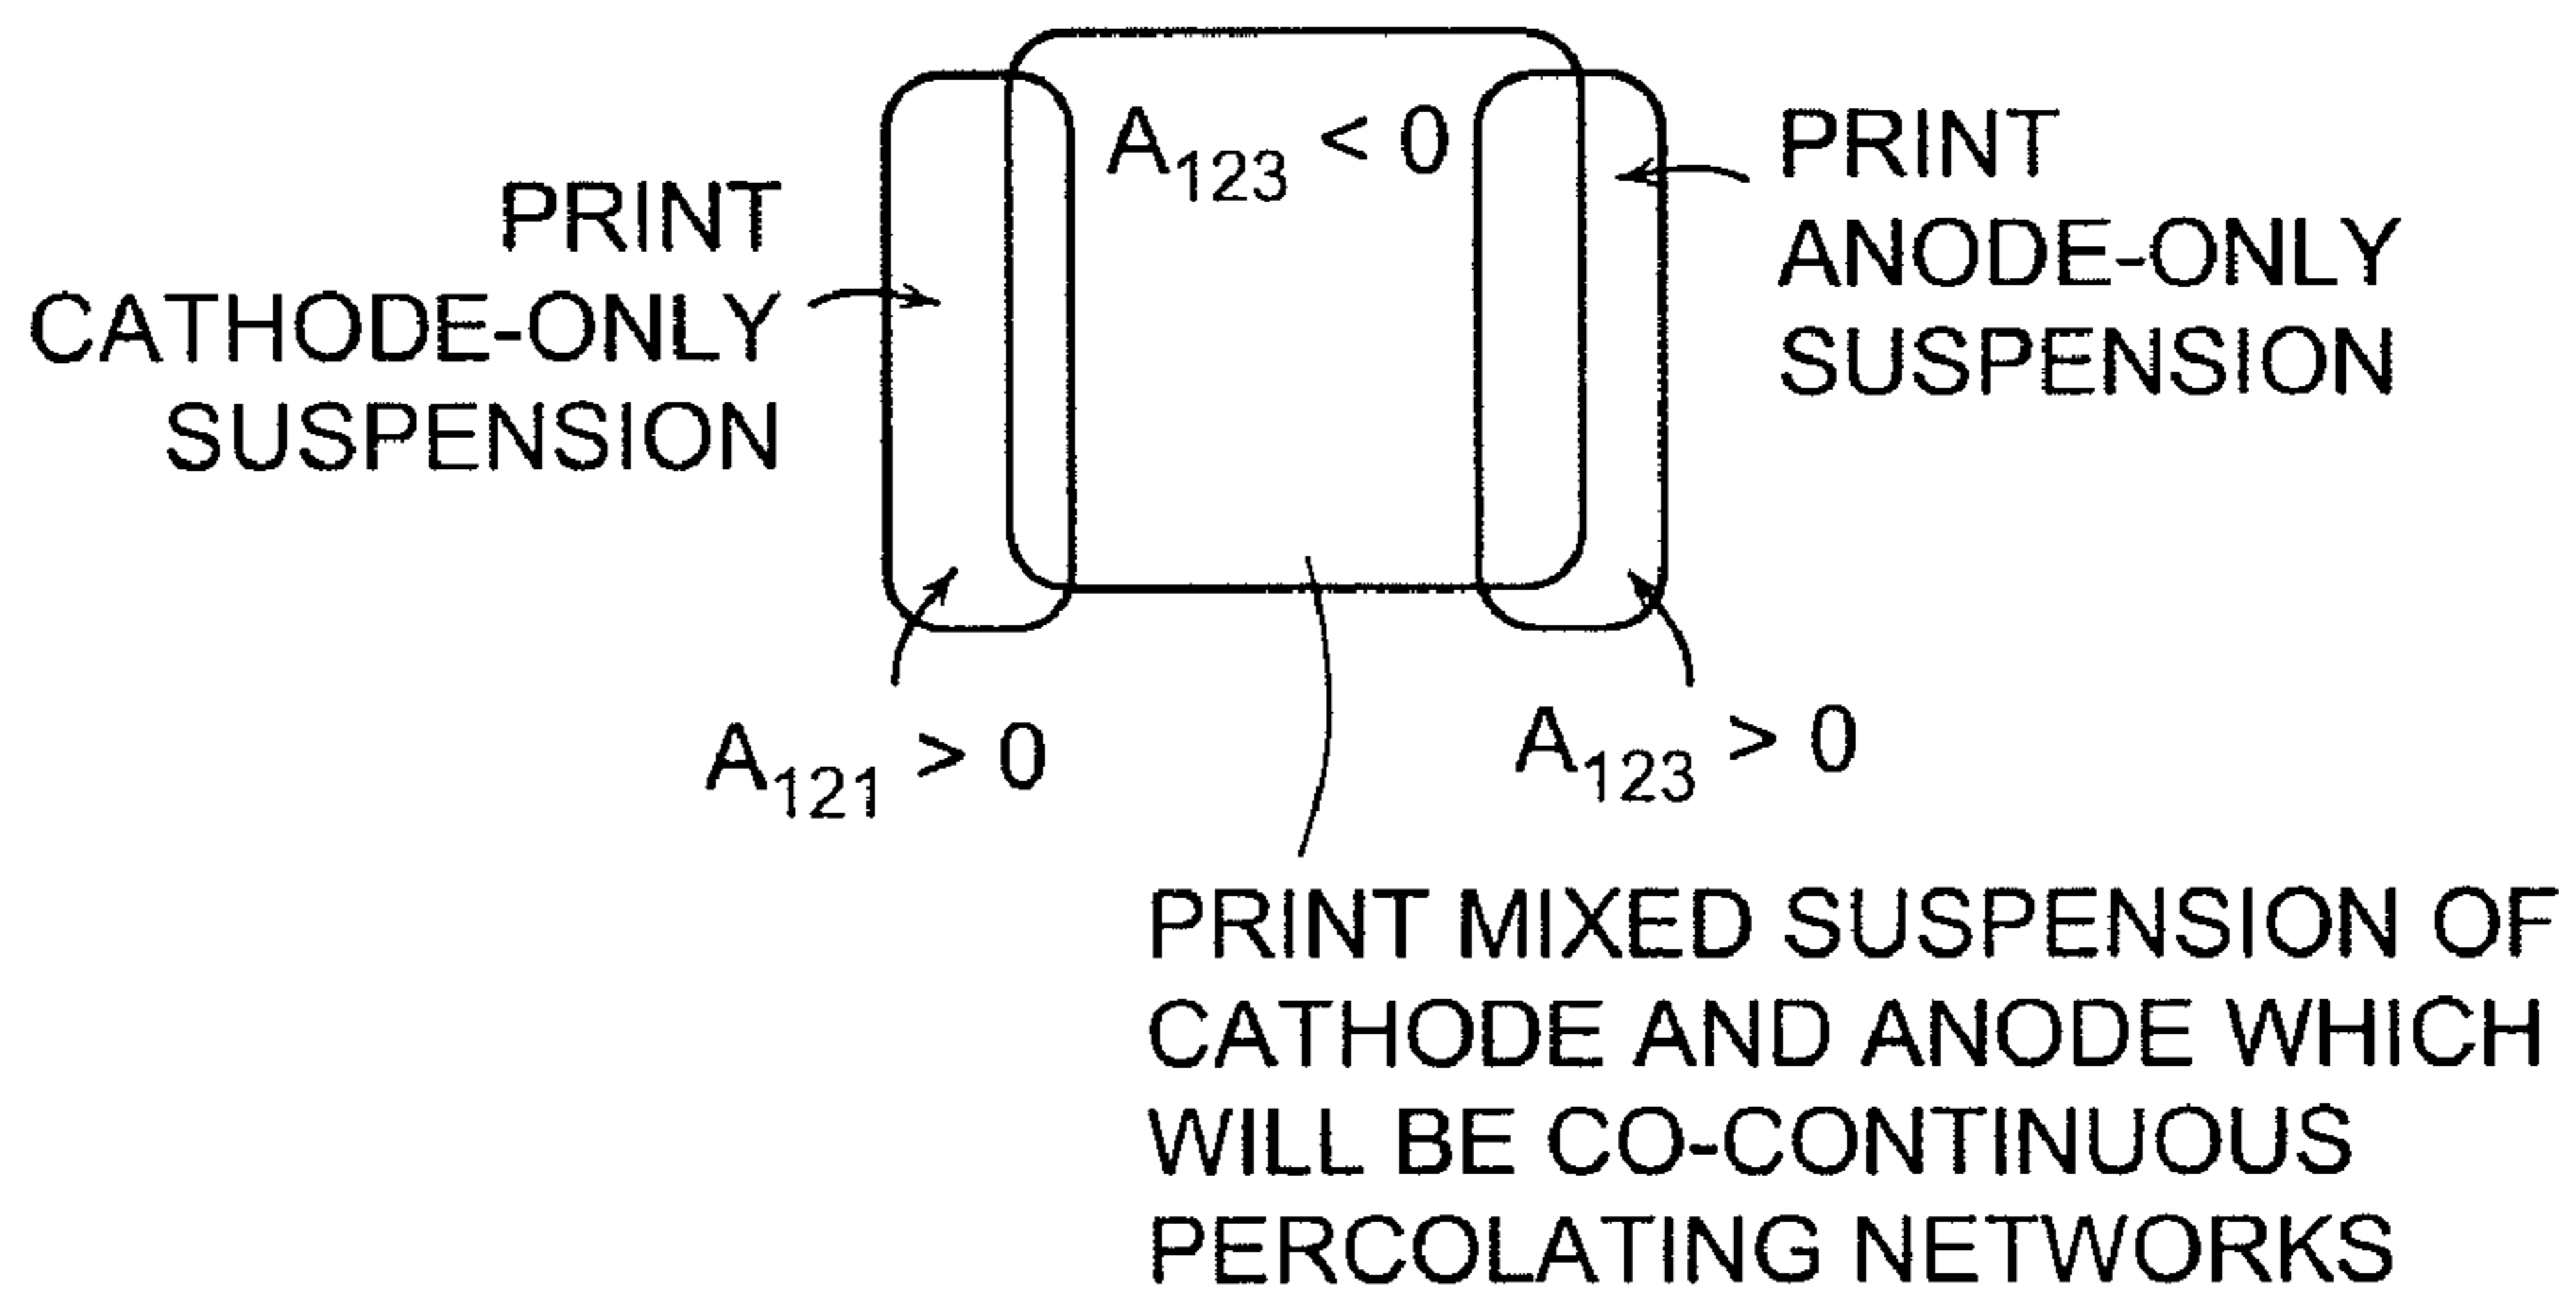 A₁₂₃ < 0
PRINT
CATHODE-ONLY
SUSPENSION
PRINT
ANODE-ONLY
SUSPENSION
A₁₂₁ > 0
A₁₂₃ > 0
PRINT MIXED SUSPENSION OF
CATHODE AND ANODE WHICH
WILL BE CO-CONTINUOUS
PERCOLATING NETWORKS